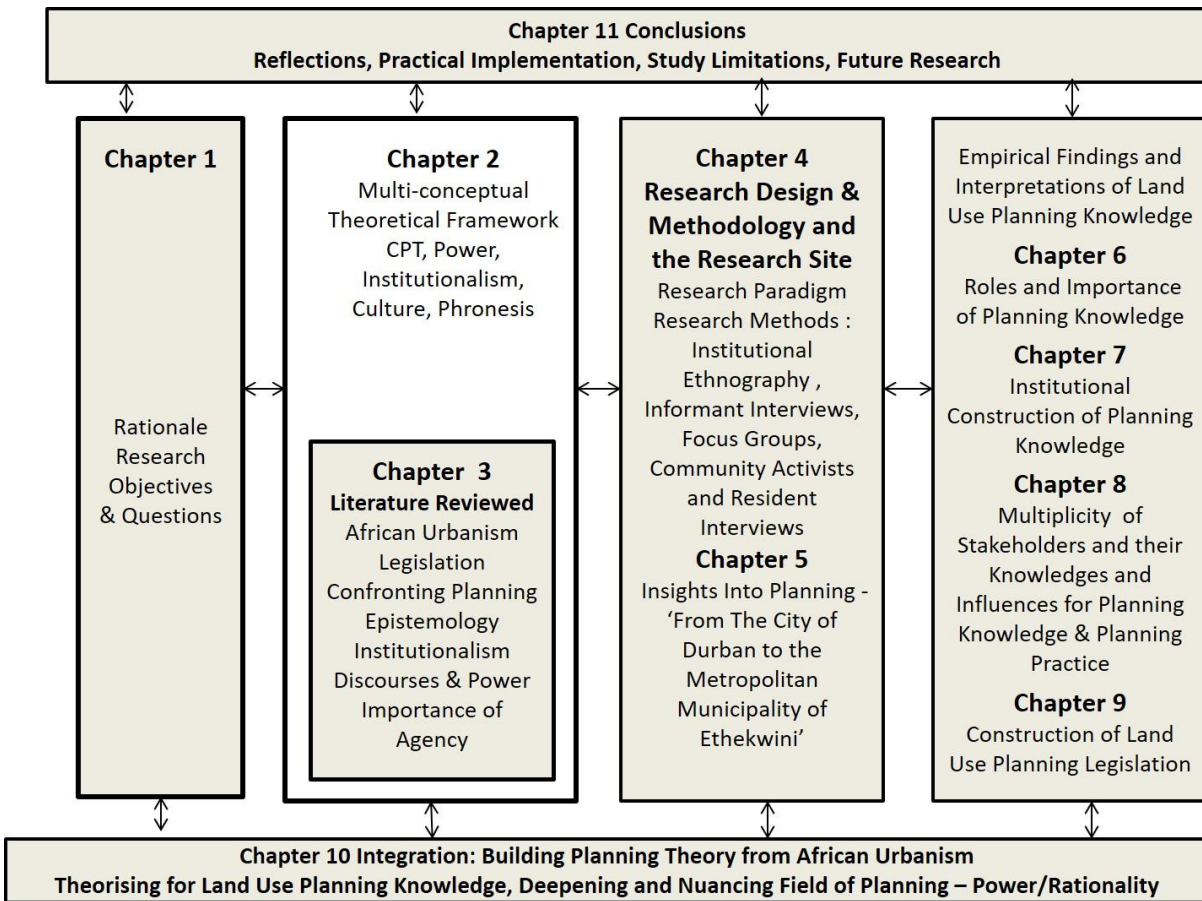 Chapter 11 Conclusions
Reflections, Practical Implementation, Study Limitations, Future Research
Chapter 1
Rationale
Research
Objectives
& Questions
Chapter 2
Multi-conceptual
Theoretical Framework
CPT, Power,
Institutionalism,
Culture, Phronesis
Chapter 3
Literature Reviewed
African Urbanism
Legislation
Confronting Planning
Epistemology
Institutionalism
Discourses & Power
Importance of
Agency
Chapter 4
Research Design &
Methodology and
the Research Site
Research Paradigm
Research Methods :
Institutional
Ethnography ,
Informant Interviews,
Focus Groups,
Community Activists
and Resident
Interviews
Chapter 5
Insights Into Planning -
‘From The City of
Durban to the
Metropolitan
Municipality of
Ethekwini’
Empirical Findings and
Interpretations of Land
Use Planning Knowledge
Chapter 6
Roles and Importance
of Planning Knowledge
Chapter 7
Institutional
Construction of Planning
Knowledge
Chapter 8
Multiplicity of
Stakeholders and their
Knowledges and
Influences for Planning
Knowledge & Planning
Practice
Chapter 9
Construction of Land
Use Planning Legislation
Chapter 10 Integration: Building Planning Theory from African Urbanism
Theorising for Land Use Planning Knowledge, Deepening and Nuancing Field of Planning – Power/Rationality